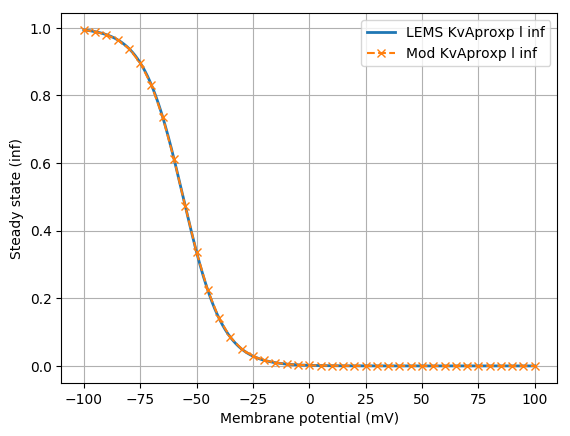 LEMS KvAproxp l inf
Mod KvAproxp l inf
Steady state (inf)
1.0
0.8
0.6
0.4
0.2
0.0
−100 −75 −50 −25 0 25 50 75 100
Membrane potential (mV)